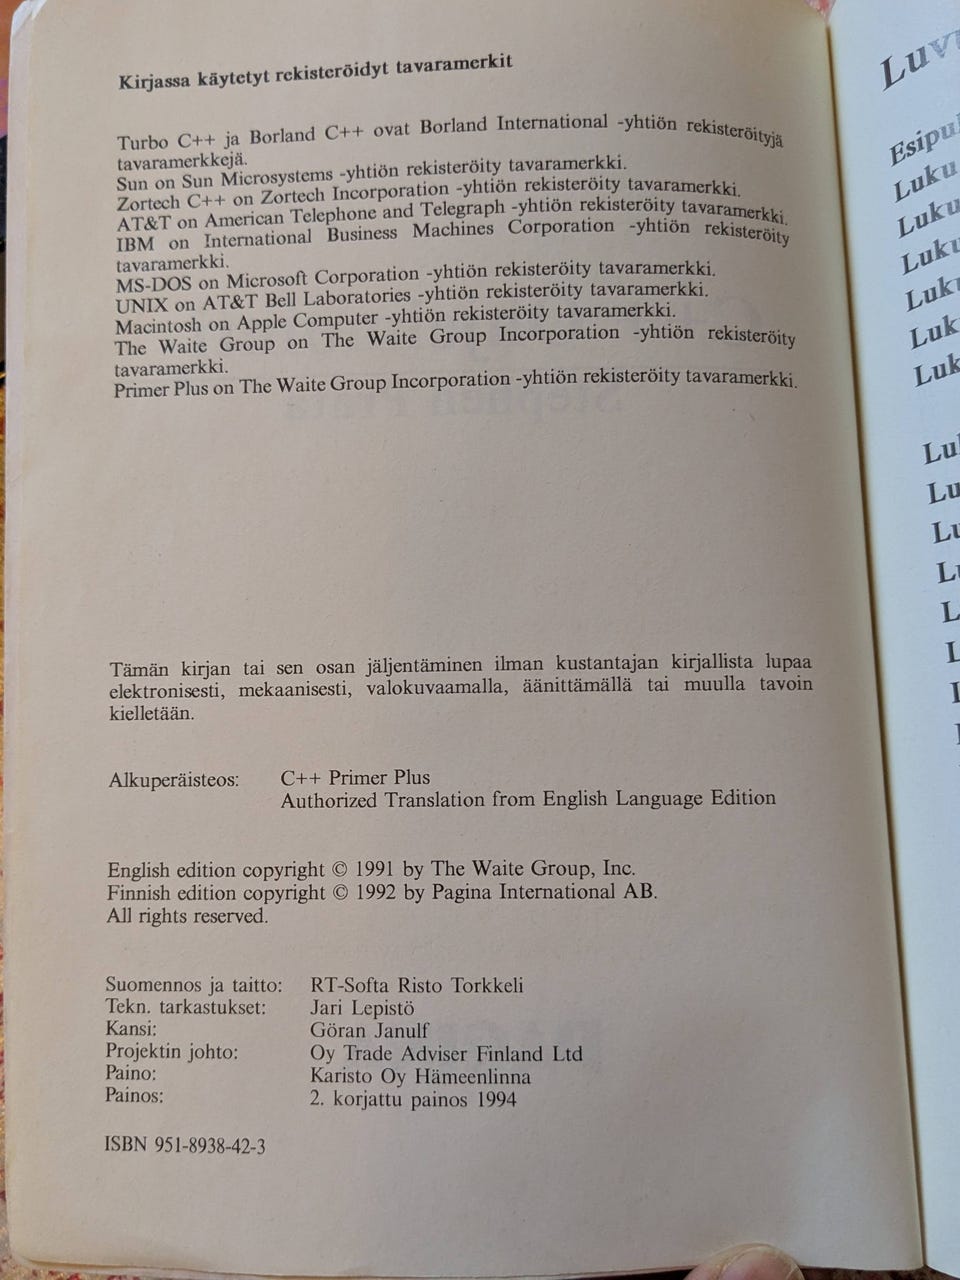 Kirjassa käytetyt rekisteröidyt tavaramerkit
Turbo C++ ja Borland C++ ovat Borland International -yhtiön rekisteröityjä
tavaramerkkejä.
Sun on Sun Microsystems -yhtiön rekisteröity tavaramerkki.
Zortech C++ on Zortech Incorporation -yhtiön rekisteröity tavaramerkki.
AT&T on American Telephone and Telegraph -yhtiön rekisteröity tavaramerkki.
IBM on International Business Machines Corporation -yhtiön rekisteröity
tavaramerkki.
MS-DOS on Microsoft Corporation -yhtiön rekisteröity tavaramerkki.
UNIX on AT&T Bell Laboratories -yhtiön rekisteröity tavaramerkki.
Macintosh on Apple Computer -yhtiön rekisteröity tavaramerkki.
The Waite Group on The Waite Group Incorporation -yhtiön rekisteröity
tavaramerkki.
Primer Plus on The Waite Group Incorporation -yhtiön rekisteröity tavaramerkki.
Tämän kirjan tai sen osan jäljentäminen ilman kustantajan kirjallista lupaa
elektronisesti, mekaanisesti, valokuvaamalla, äänittämällä tai muulla tavoin
kielletään.
Alkuperäisteos: C++ Primer Plus
Authorized Translation from English Language Edition
English edition copyright © 1991 by The Waite Group, Inc.
Finnish edition copyright © 1992 by Pagina International AB.
All rights reserved.
Suomennos ja taitto: RT-Softa Risto Torkkeli
Tekn. tarkastukset: Jari Lepistö
Kansi: Göran Janulf
Projektin johto: Oy Trade Adviser Finland Ltd
Paino: Karisto Oy Hämeenlinna
Painos: 2. korjattu painos 1994
ISBN 951-8938-42-3
Luku
Luku